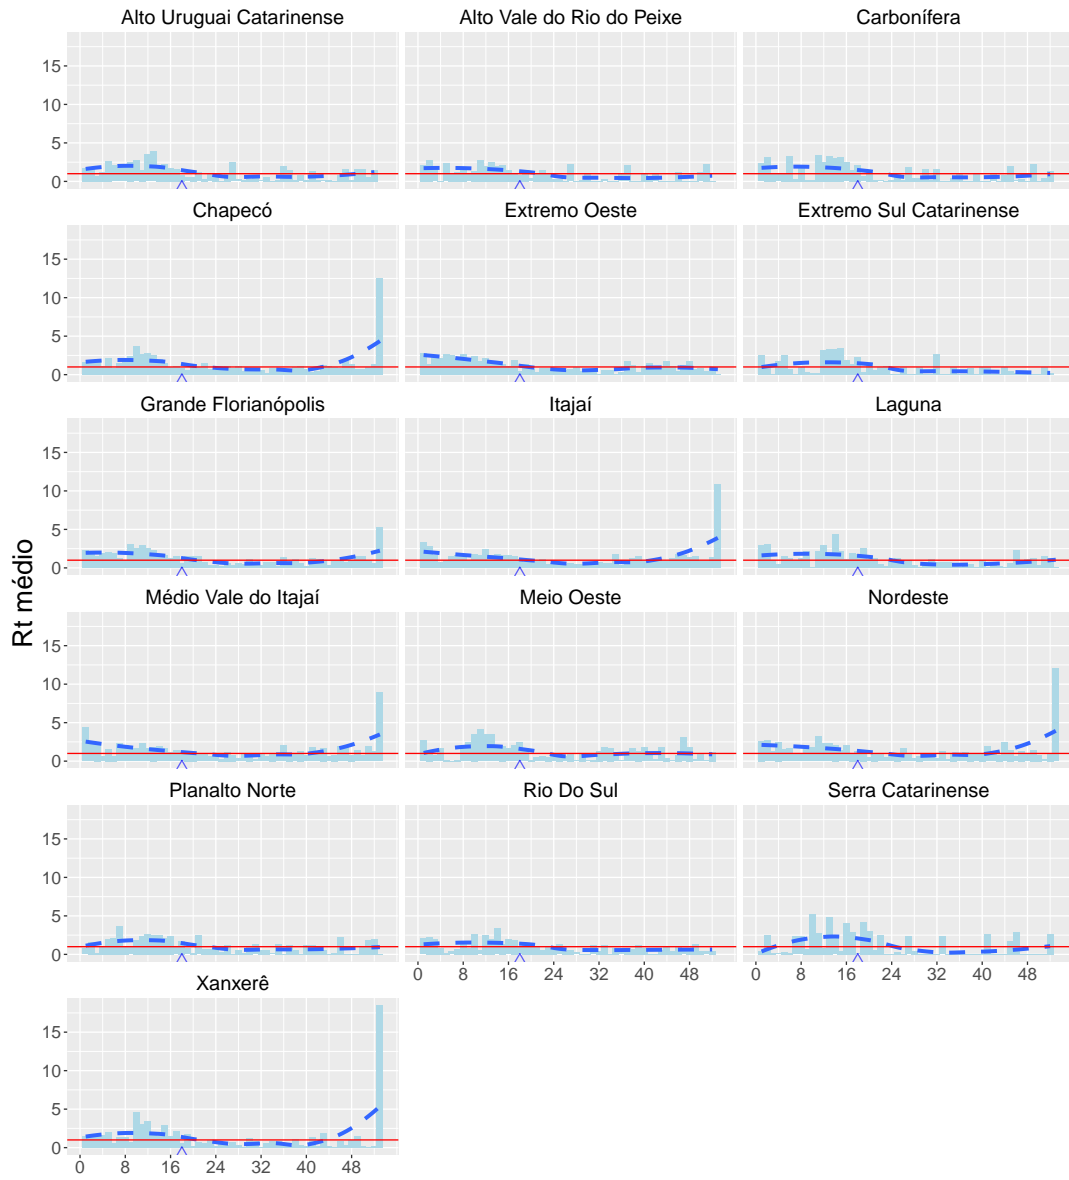 Alto Uruguai Catarinense
Alto Vale do Rio do Peixe
Carbonífera
15
10
5
0
Chapecó
Extremo Oeste
Extremo Sul Catarinense
15
10
5
0
Grande Florianópolis
Itajaí
Laguna
15
10
5
0
Rt médio
Médio Vale do Itajaí
Meio Oeste
Nordeste
15
10
5
0
Planalto Norte
Rio Do Sul
Serra Catarinense
15
10
5
0
0 8 16 24 32 40 48
0 8 16 24 32 40 48
Xanxerê
15
10
5
0
0 8 16 24 32 40 48